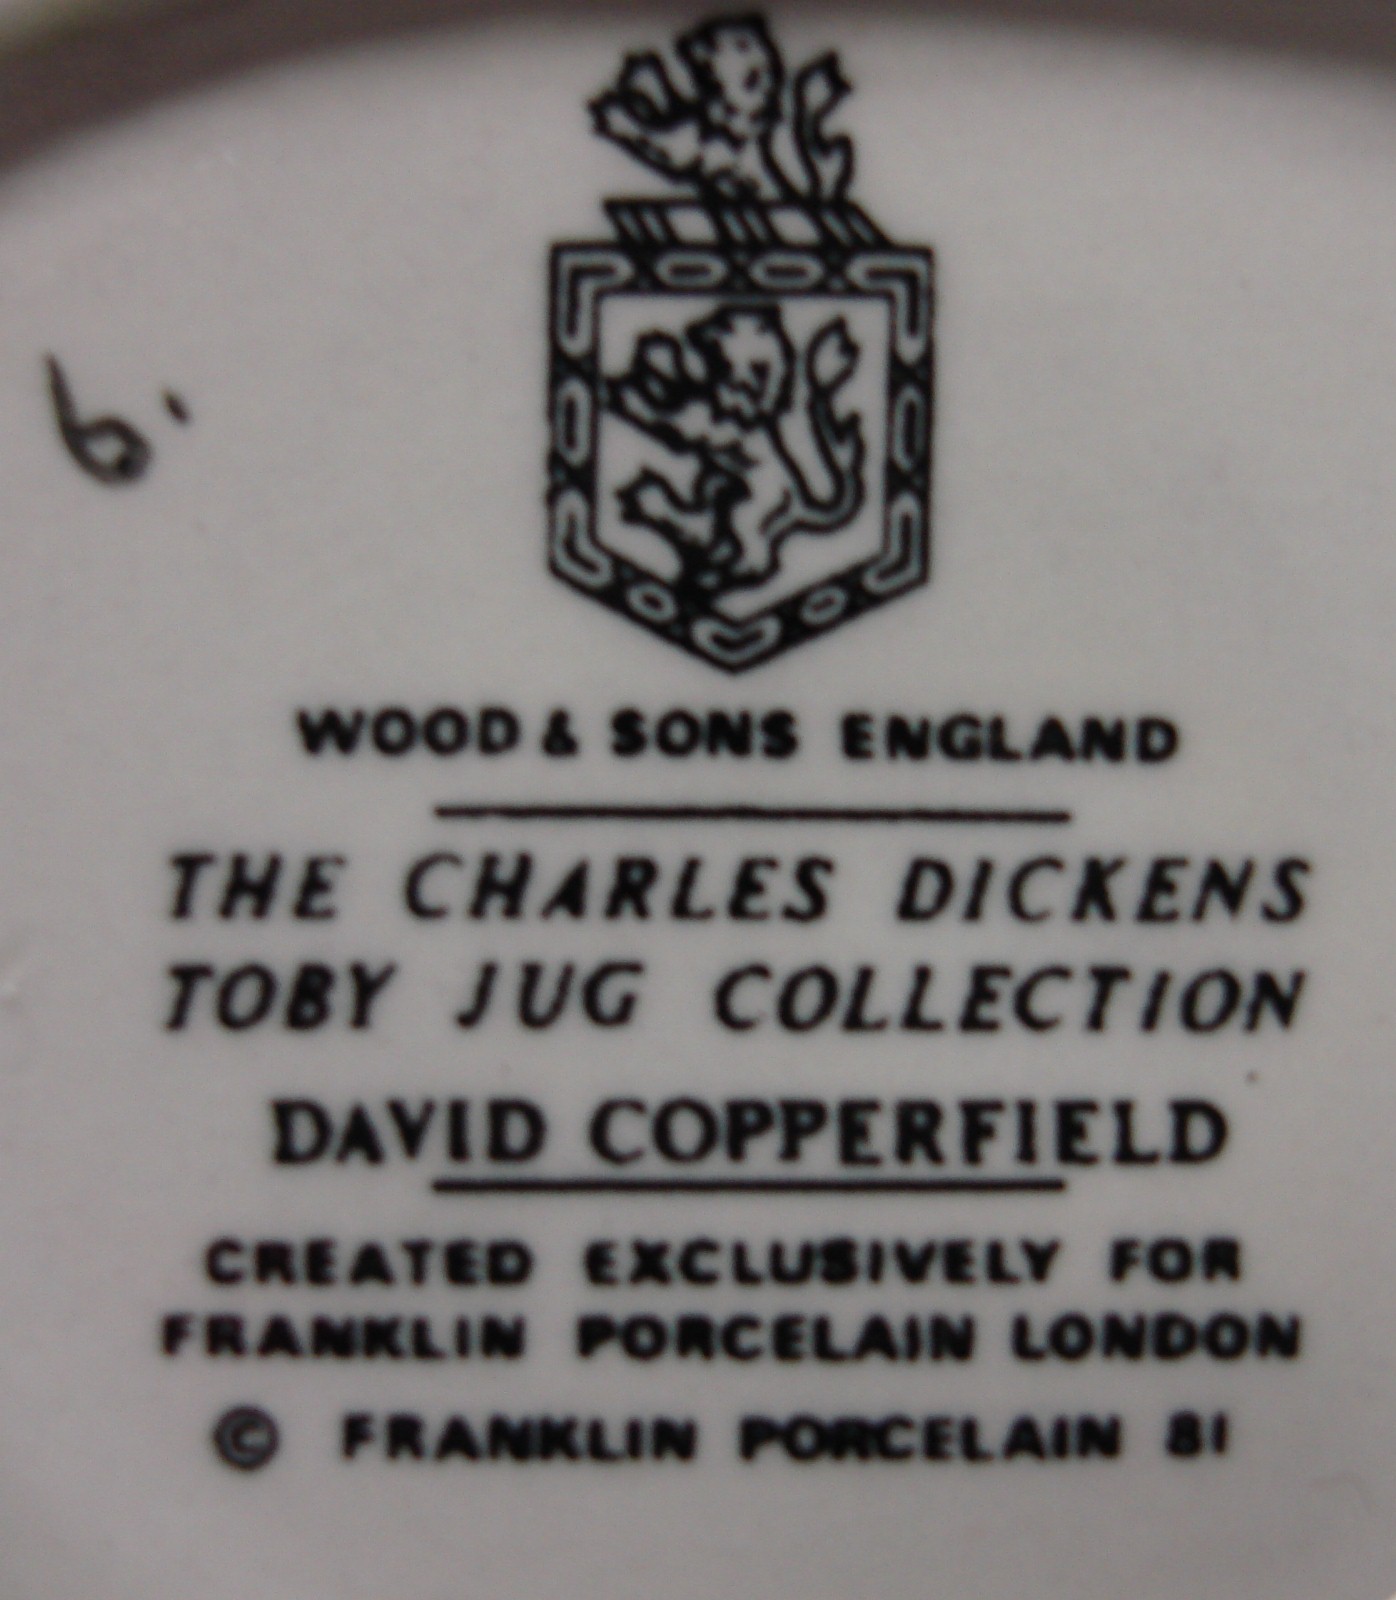 6.
WOOD & SONS ENGLAND
THE CHARLES DICKENS
TOBY JUG COLLECTION
DAVID COPPERFIELD
CREATED EXCLUSIVELY FOR
FRANKLIN PORCELAIN LONDON
© FRANKLIN PORCELAIN 81